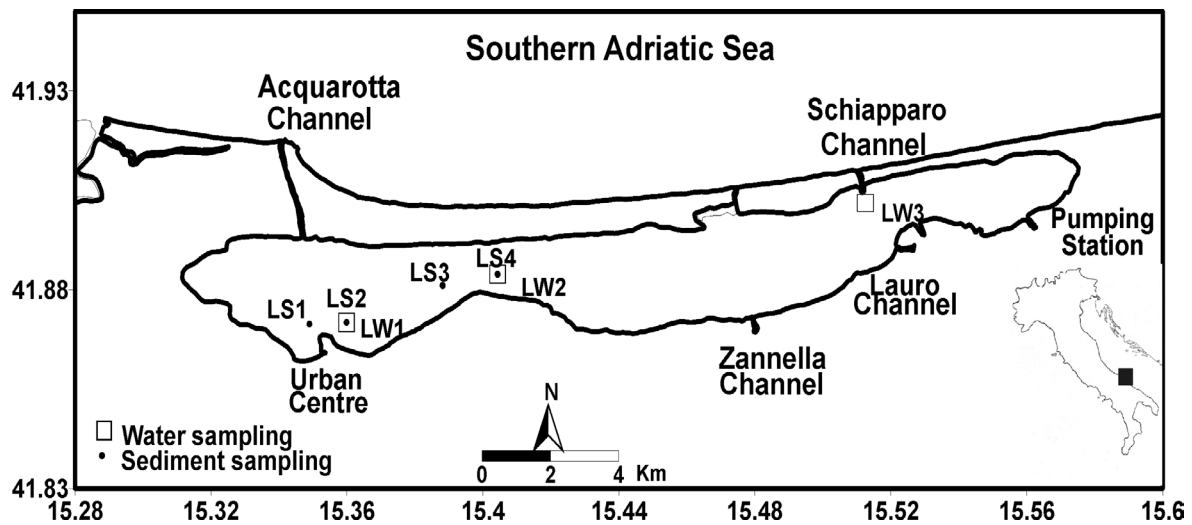 Southern Adriatic Sea
41.93
Acquarotta
Channel
Schiapparo
Channel
LW3
Pumping
Station
LS4
LS3
41.88
LW2
Lauro
Channel
LS2
LS1
LW1
Zannella
Channel
Urban
Centre
N
Water sampling
Sediment sampling
0 2 4 Km
41.83
15.28 15.32 15.36 15.4 15.44 15.48 15.52 15.56 15.6